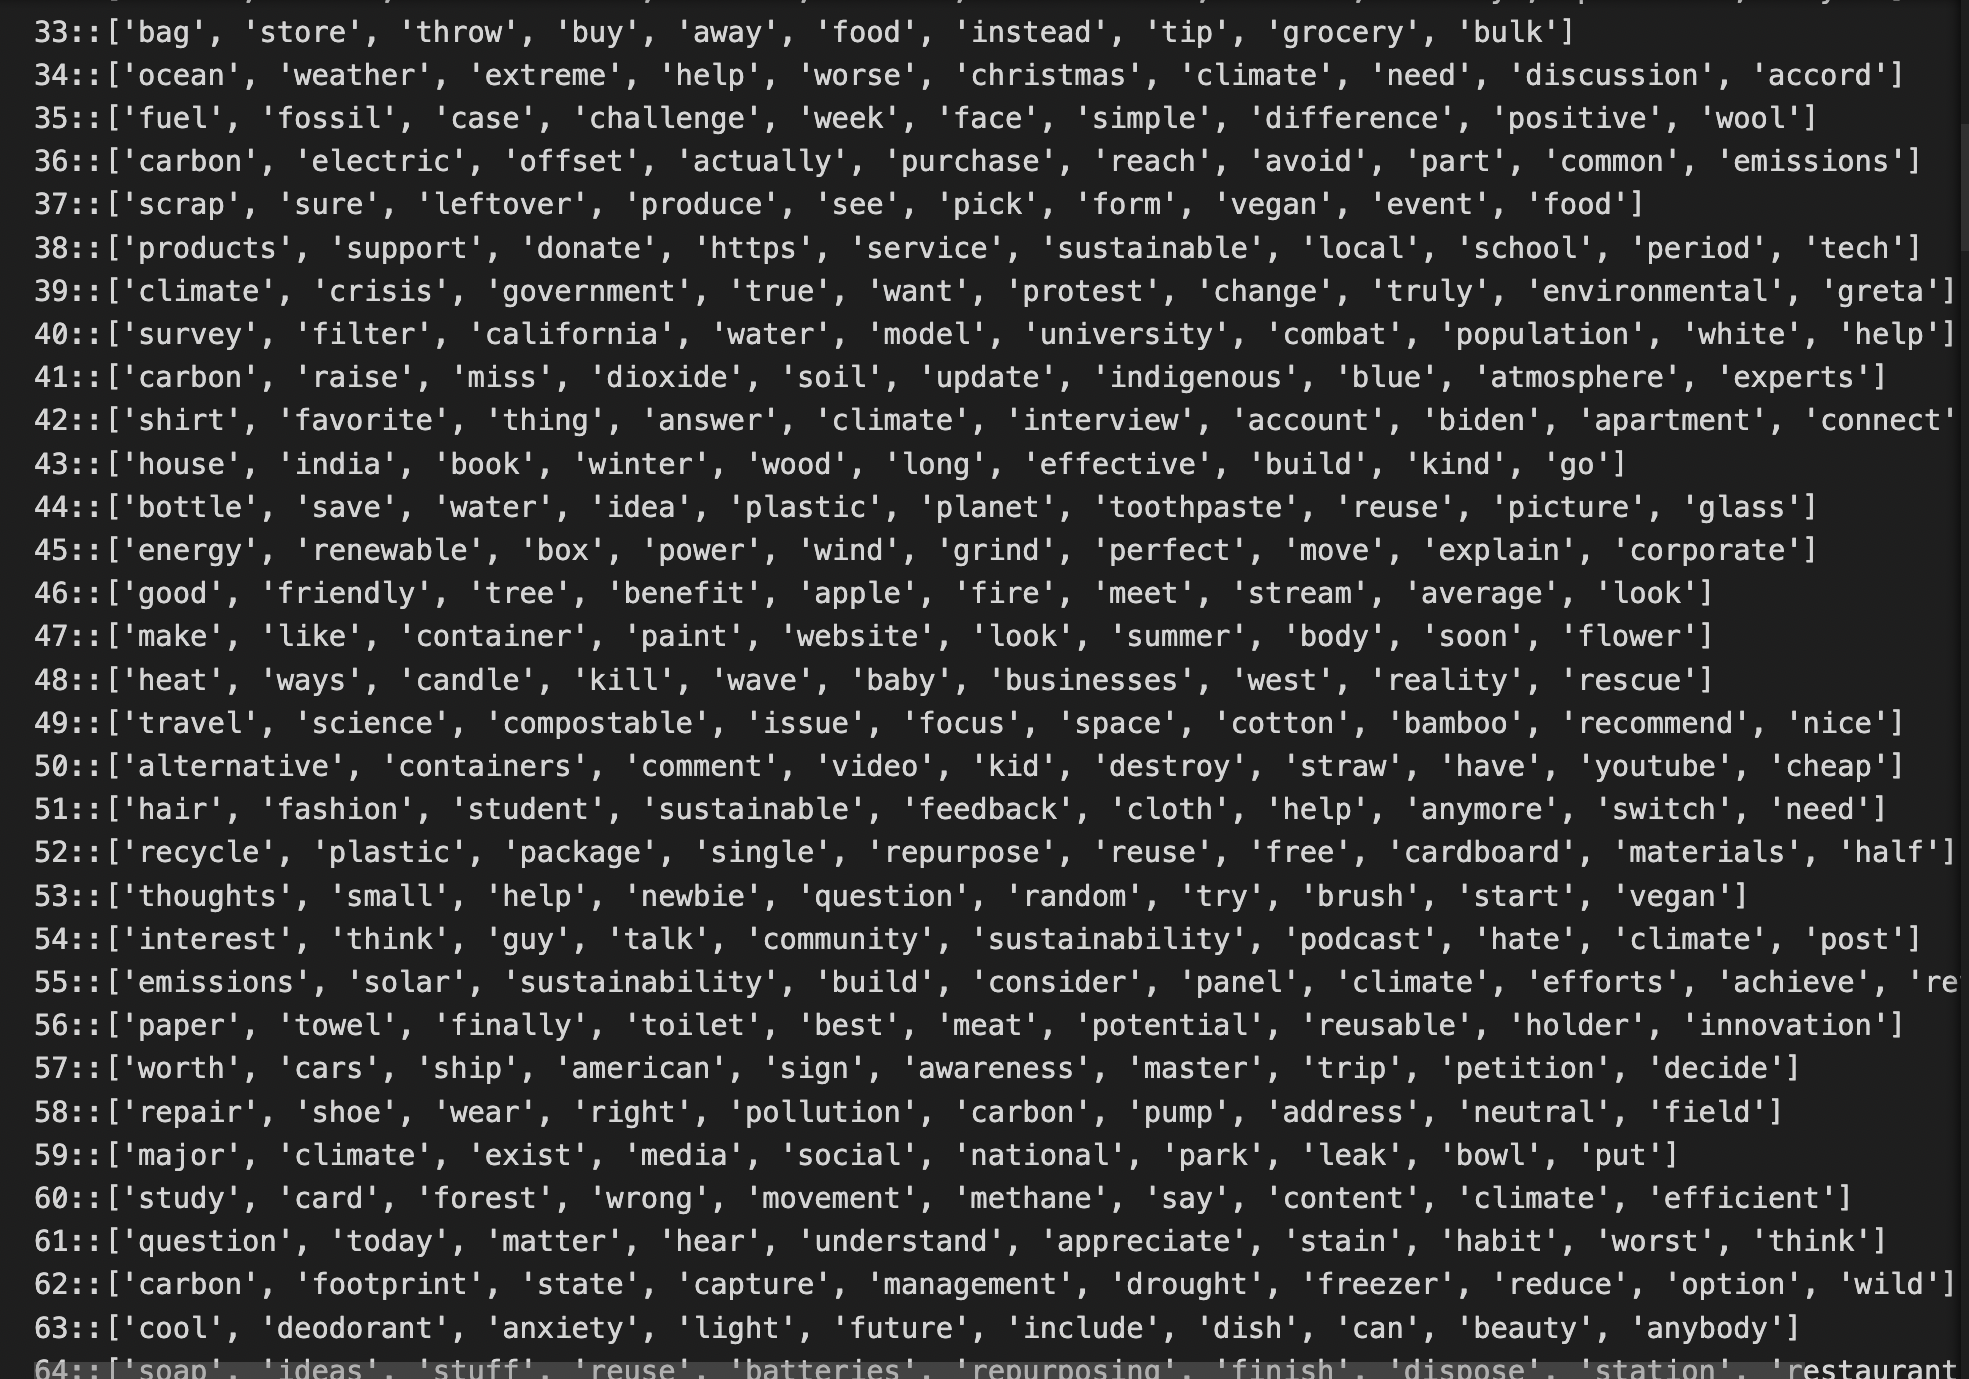 33::['bag', 'store', 'throw', 'buy', 'away', 'food', 'instead', 'tip', 'grocery', 'bulk']
34::['ocean', 'weather', 'extreme', 'help', 'worse', 'christmas', 'climate', 'need', 'discussion', 'accord']
35::['fuel', 'fossil', 'case', 'challenge', 'week', 'face', 'simple', 'difference', 'positive', 'wool']
36::['carbon', 'electric', 'offset', 'actually', 'purchase', 'reach', 'avoid', 'part', 'common', 'emissions']
37::['scrap', 'sure', 'leftover', 'produce', 'see', 'pick', 'form', 'vegan', 'event', 'food']
38::['products', 'support', 'donate', 'https', 'service', 'sustainable', 'local', 'school', 'period', 'tech']
39::['climate', 'crisis', 'government', 'true', 'want', 'protest', 'change', 'truly', 'environmental', 'greta']
40::['survey', 'filter', 'california', 'water', 'model', 'university', 'combat', 'population', 'white', 'help']
41::['carbon', 'raise', 'miss', 'dioxide', 'soil', 'update', 'indigenous', 'blue', 'atmosphere', 'experts']
42::['shirt', 'favorite', 'thing', 'answer', 'climate', 'interview', 'account', 'biden', 'apartment', 'connect'
43::['house', 'india', 'book', 'winter', 'wood', 'long', 'effective', 'build', 'kind', 'go']
44::['bottle', 'save', 'water', 'idea', 'plastic', 'planet', 'toothpaste', 'reuse', 'picture', 'glass']
45::['energy', 'renewable', 'box', 'power', 'wind', 'grind', 'perfect', 'move', 'explain', 'corporate']
46::['good', 'friendly', 'tree', 'benefit', 'apple', 'fire', 'meet', 'stream', 'average', 'look']
47::['make', 'like', 'container', 'paint', 'website', 'look', 'summer', 'body', 'soon', 'flower']
48::['heat', 'ways', 'candle', 'kill', 'wave', 'baby', 'businesses', 'west', 'reality', 'rescue']
49::['travel', 'science', 'compostable', 'issue', 'focus', 'space', 'cotton', 'bamboo', 'recommend', 'nice']
50::['alternative', 'containers', 'comment', 'video', 'kid', 'destroy', 'straw', 'have', 'youtube', 'cheap']
51::['hair', 'fashion', 'student', 'sustainable', 'feedback', 'cloth', 'help', 'anymore', 'switch', 'need']
52::['recycle', 'plastic', 'package', 'single', 'repurpose', 'reuse', 'free', 'cardboard', 'materials', 'half']
53::['thoughts', 'small', 'help', 'newbie', 'question', 'random', 'try', 'brush', 'start', 'vegan']
54::['interest', 'think', 'guy', 'talk', 'community', 'sustainability', 'podcast', 'hate', 'climate', 'post']
55::['emissions', 'solar', 'sustainability', 'build', 'consider', 'panel', 'climate', 'efforts', 'achieve', 're
56::['paper', 'towel', 'finally', 'toilet', 'best', 'meat', 'potential', 'reusable', 'holder', 'innovation']
57::['worth', 'cars', 'ship', 'american', 'sign', 'awareness', 'master', 'trip', 'petition', 'decide']
58::['repair', 'shoe', 'wear', 'right', 'pollution', 'carbon', 'pump', 'address', 'neutral', 'field']
59::['major', 'climate', 'exist', 'media', 'social', 'national', 'park', 'leak', 'bowl', 'put']
60::['study', 'card', 'forest', 'wrong', 'movement', 'methane', 'say', 'content', 'climate', 'efficient']
61::['question', 'today', 'matter', 'hear', 'understand', 'appreciate', 'stain', 'habit', 'worst', 'think']
62::['carbon', 'footprint', 'state', 'capture', 'management', 'drought', 'freezer', 'reduce', 'option', 'wild']
63::['cool', 'deodorant', 'anxiety', 'light', 'future', 'include', 'dish', 'can', 'beauty', 'anybody']
64::['soap', 'ideas', 'stuff', 'reuse', 'batteries', 'repurposing', 'finish', 'dispose', 'station', 'restaurant